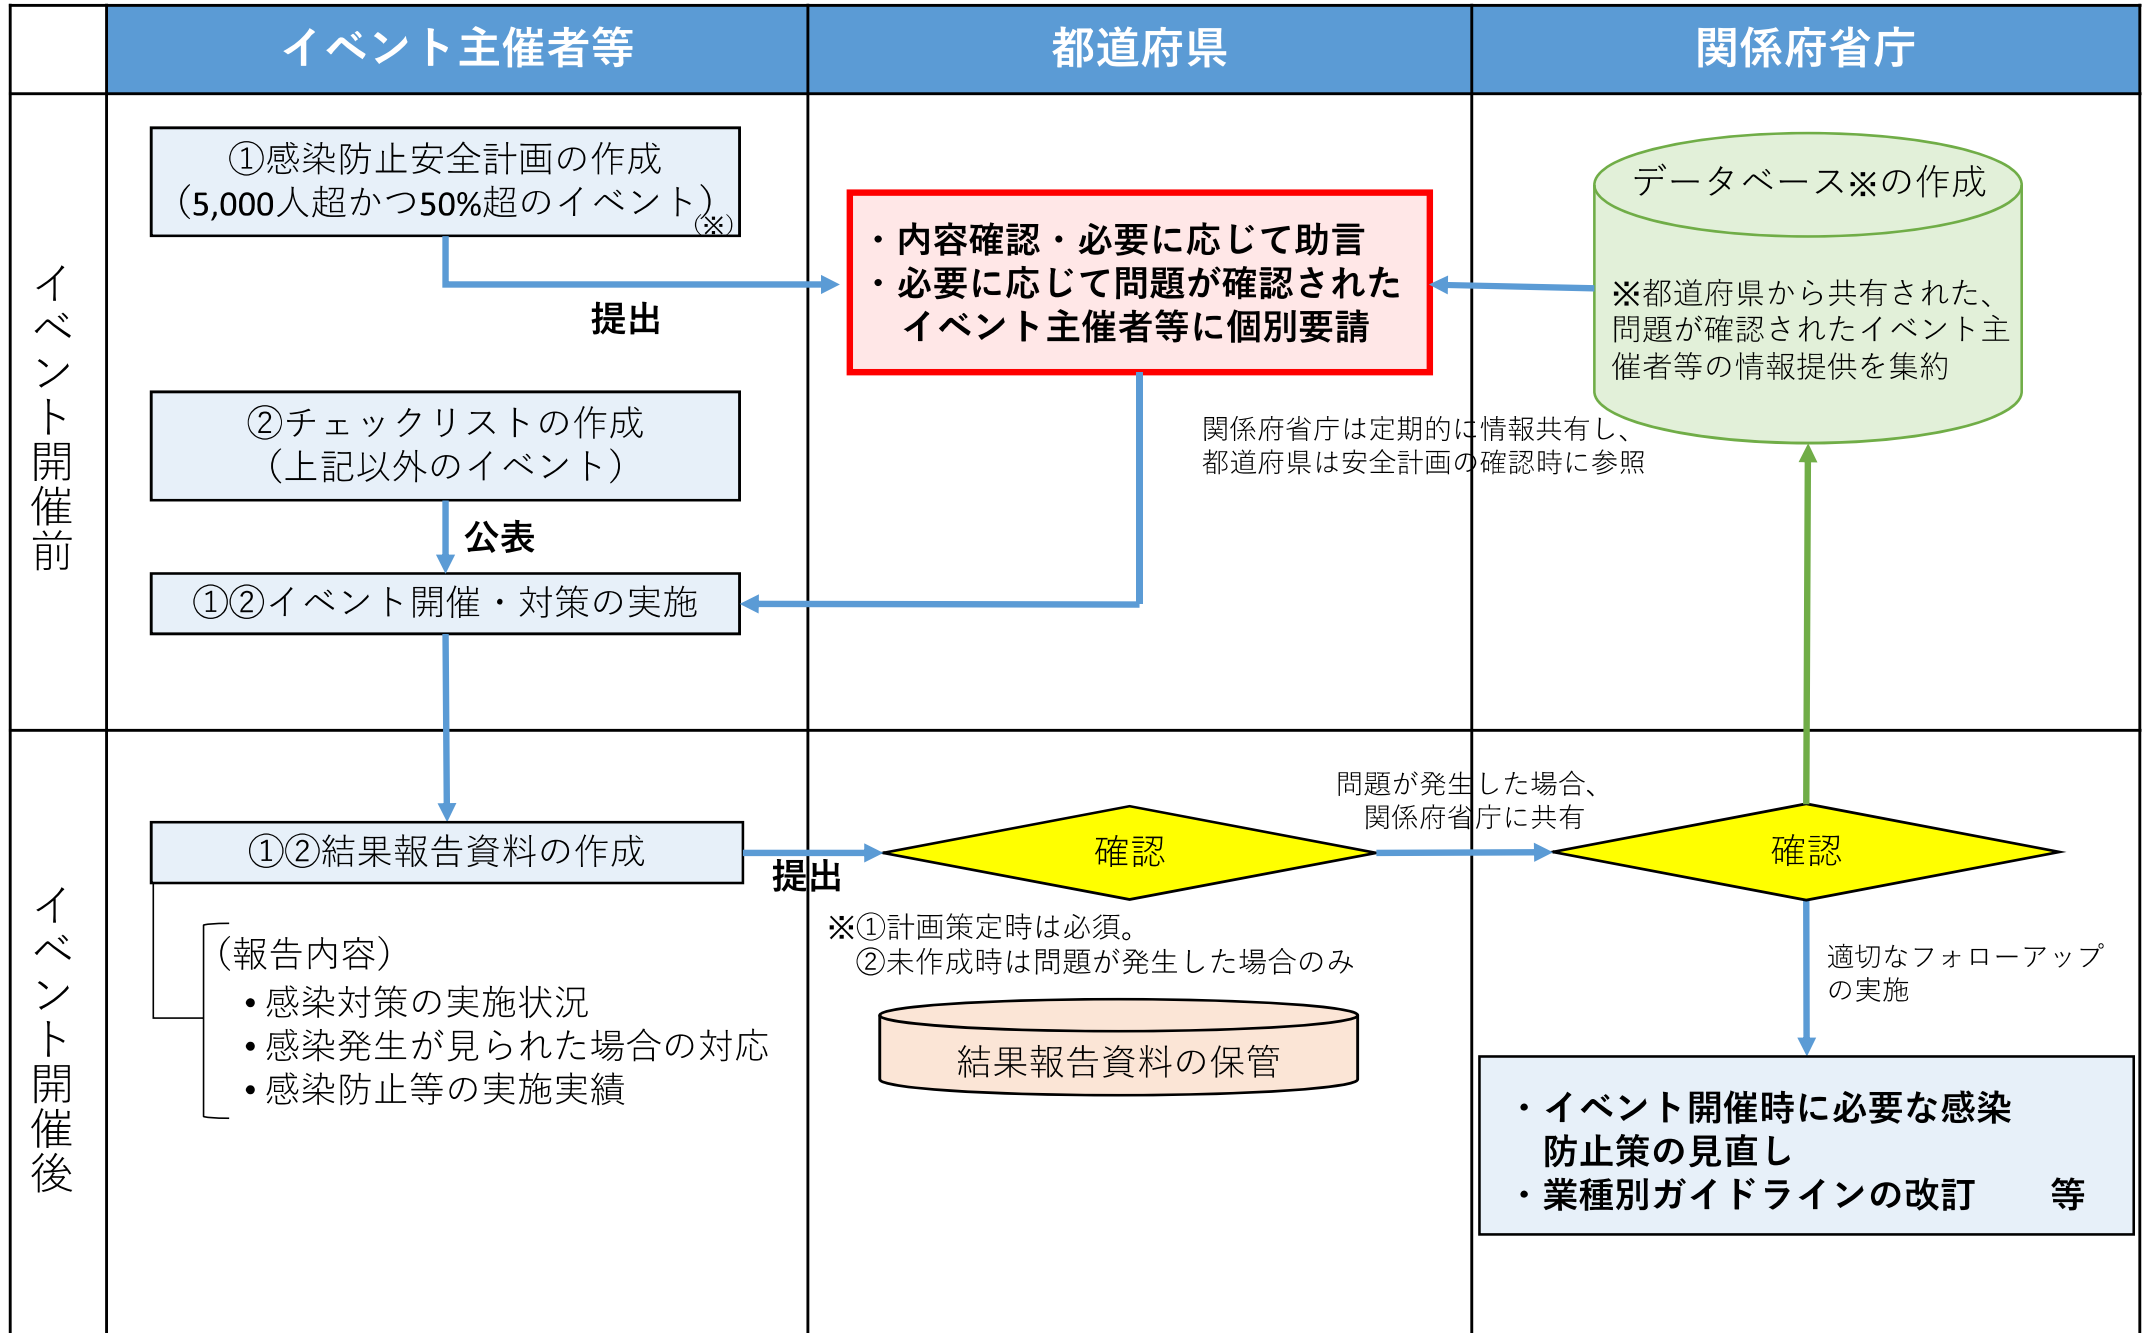 イベント主催者等
都道府県
関係府省庁
イベント開催前
①感染防止安全計画の作成
（5,000人超かつ50%超のイベント）
（※）
提出
②チェックリストの作成
（上記以外のイベント）
公表
①②イベント開催・対策の実施
・内容確認・必要に応じて助言
・必要に応じて問題が確認された
イベント主催者等に個別要請
データベース※の作成
※都道府県から共有された、
問題が確認されたイベント主
催者等の情報提供を集約
関係府省庁は定期的に情報共有し、
都道府県は安全計画の確認時に参照
イベント開催後
①②結果報告資料の作成
提出
（報告内容）
• 感染対策の実施状況
• 感染発生が見られた場合の対応
• 感染防止等の実施実績
確認
※①計画策定時は必須。
②未作成時は問題が発生した場合のみ
結果報告資料の保管
問題が発生した場合、
関係府省庁に共有
確認
適切なフォローアップ
の実施
・イベント開催時に必要な感染
防止策の見直し
・業種別ガイドラインの改訂　　等